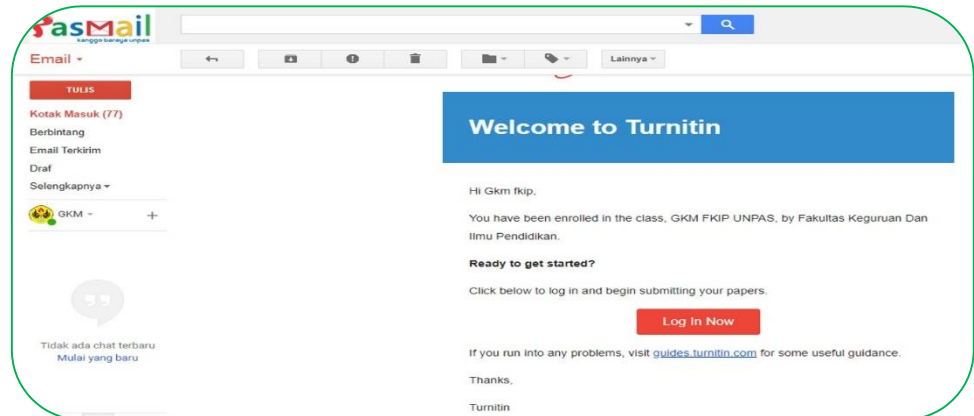 PasMail
kanggo baraya unpas
Email
Lainnya
TULIS
Kotak Masuk (77)
Berbintang
Email Terkirim
Draf
Selengkapnya
GKM
+
Tidak ada chat terbaru
Mulai yang baru
Welcome to Turnitin
Hi Gkm fkip,
You have been enrolled in the class, GKM FKIP UNPAS, by Fakultas Keguruan Dan
Ilmu Pendidikan.
Ready to get started?
Click below to log in and begin submitting your papers.
Log In Now
If you run into any problems, visit guides.turnitin.com for some useful guidance.
Thanks,
Turnitin